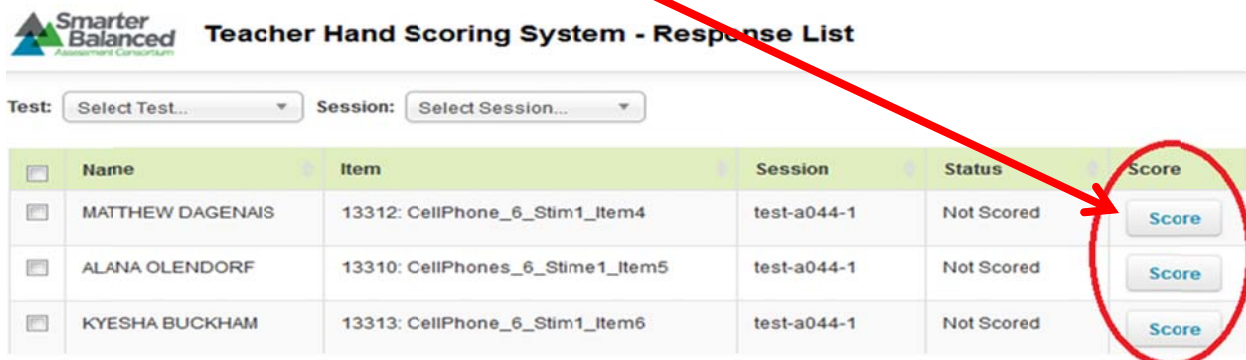 Smarter
Balanced
Assessment Consortium
Teacher Hand Scoring System - Response List
Test: Select Test... Session: Select Session...
Name Item Session Status Score
MATTHEW DAGENAIS 13312: CellPhone_6_Stim1_Item4 test-a044-1 Not Scored Score
ALANA OLENDORF 13310: CellPhones_6_Stime1_Item5 test-a044-1 Not Scored Score
KYESHA BUCKHAM 13313: CellPhone_6_Stim1_Item6 test-a044-1 Not Scored Score